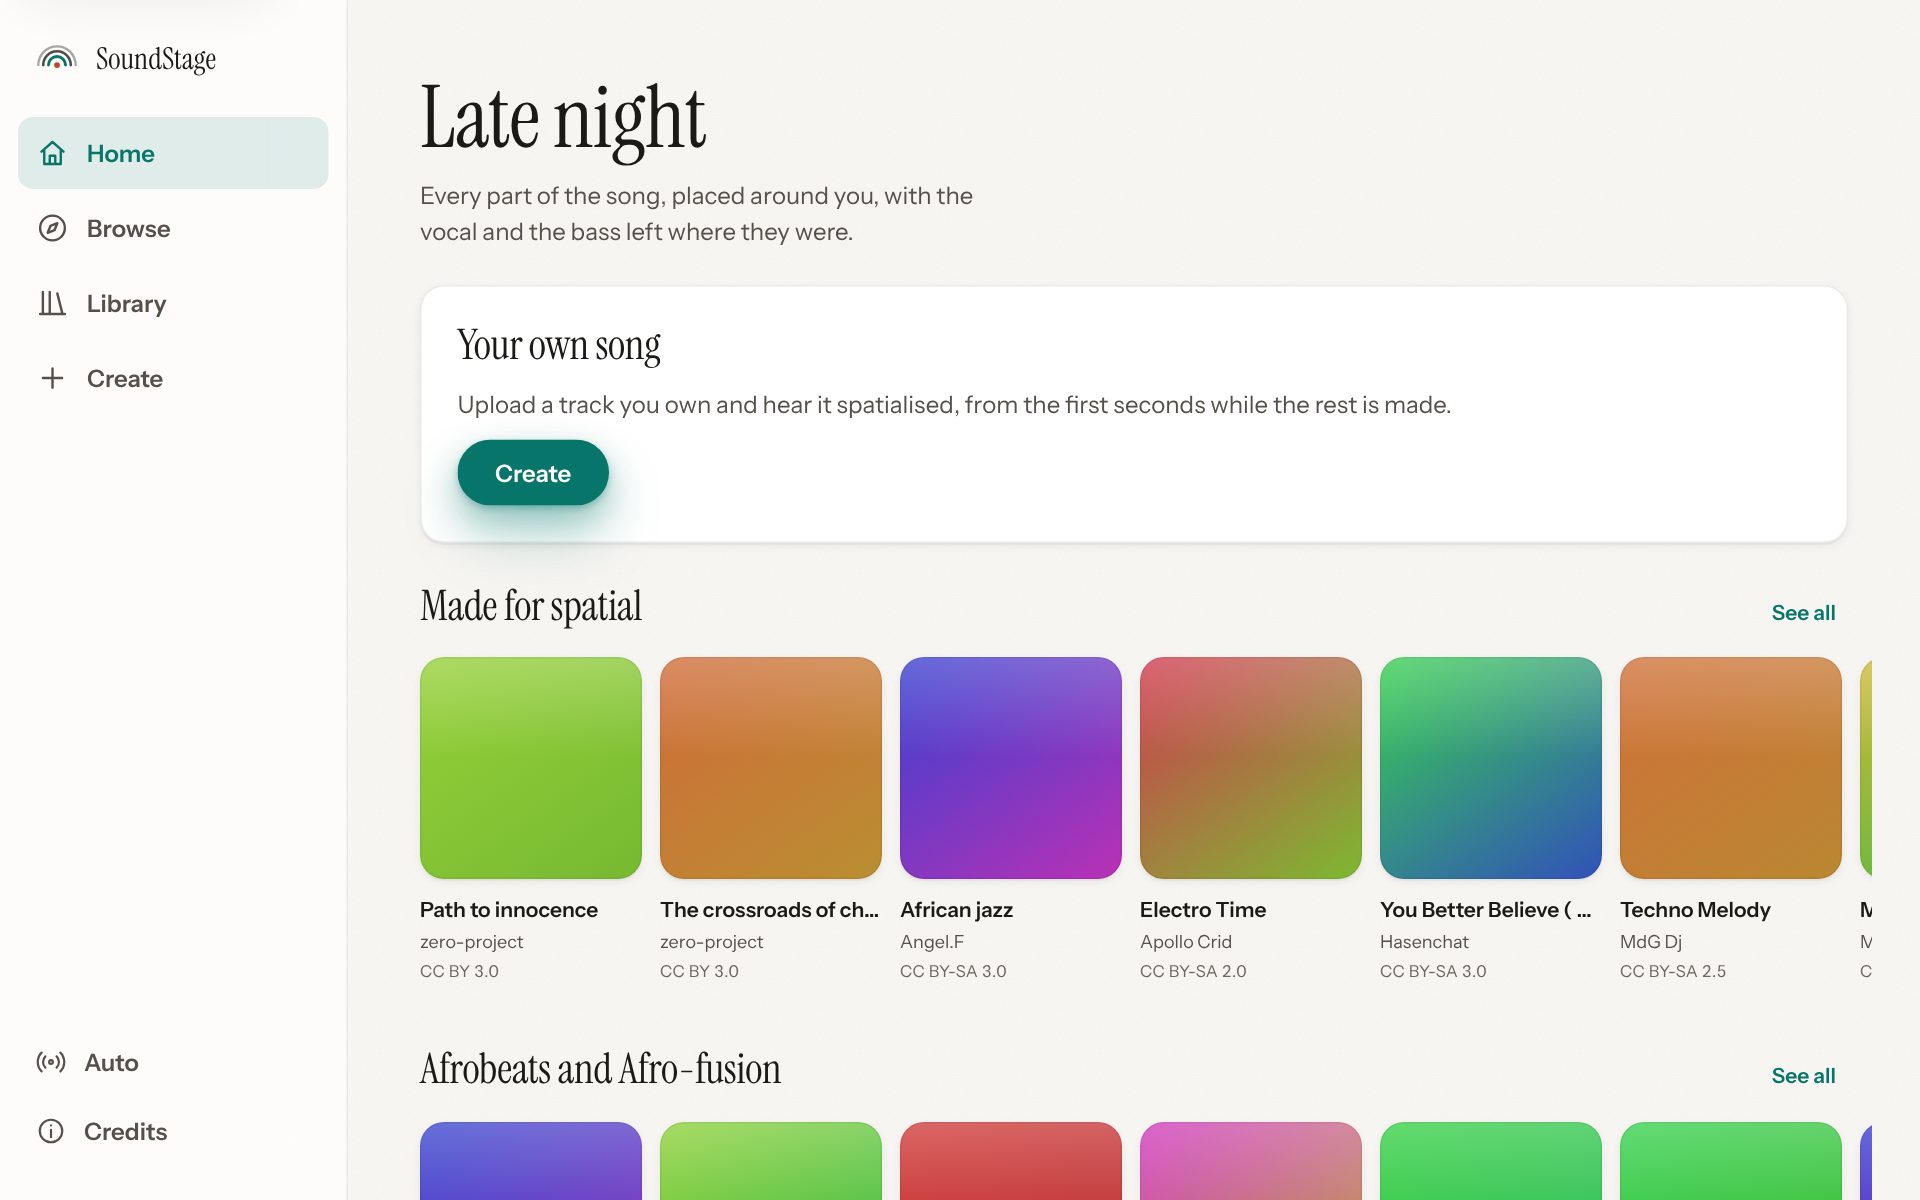 SoundStage
Home
Browse
Library
Create
Auto
Credits
Late night
Every part of the song, placed around you, with the
vocal and the bass left where they were.
Your own song
Upload a track you own and hear it spatialised, from the first seconds while the rest is made.
Create
Made for spatial
See all
Path to innocence
zero-project
CC BY 3.0
The crossroads of ch...
zero-project
CC BY 3.0
African jazz
Angel.F
CC BY-SA 3.0
Electro Time
Apollo Crid
CC BY-SA 2.0
You Better Believe ( ...
Hasenchat
CC BY-SA 3.0
Techno Melody
MdG Dj
CC BY-SA 2.5
Afrobeats and Afro-fusion
See all